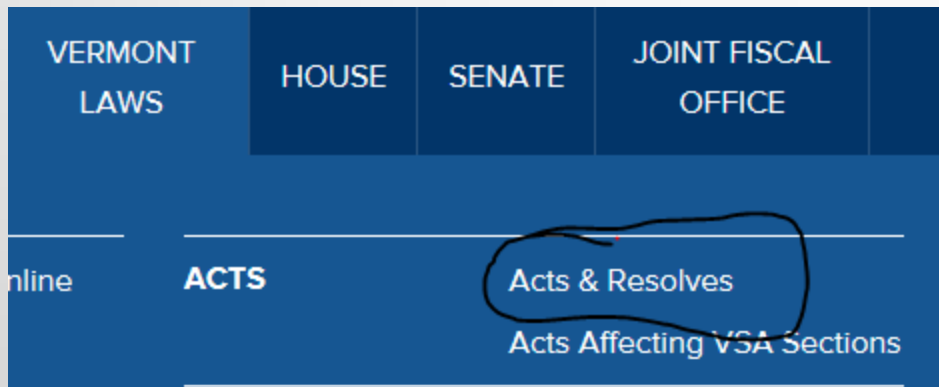 VERMONT
LAWS
HOUSE
SENATE
JOINT FISCAL
OFFICE
nline
ACTS
Acts & Resolves
Acts Affecting VSA Sections